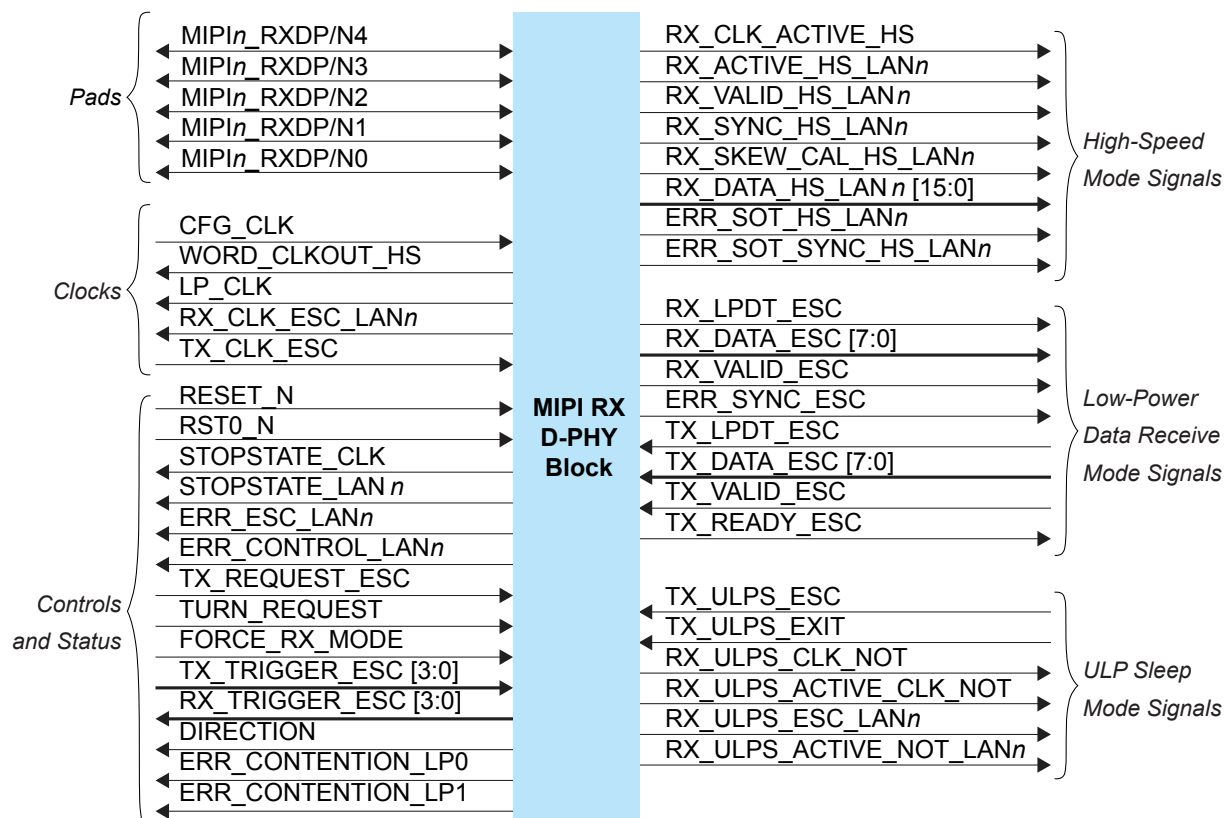 Pads
MIPIn_RXDP/N4
MIPIn_RXDP/N3
MIPIn_RXDP/N2
MIPIn_RXDP/N1
MIPIn_RXDP/N0
Clocks
CFG_CLK
WORD_CLKOUT_HS
LP_CLK
RX_CLK_ESC_LANn
TX_CLK_ESC
Controls
and Status
RESET_N
RST0_N
STOPSTATE_CLK
STOPSTATE_LAN n
ERR_ESC_LANn
ERR_CONTROL_LANn
TX_REQUEST_ESC
TURN_REQUEST
FORCE_RX_MODE
TX_TRIGGER_ESC [3:0]
RX_TRIGGER_ESC [3:0]
DIRECTION
ERR_CONTENTION_LP0
ERR_CONTENTION_LP1
MIPI RX
D-PHY
Block
RX_CLK_ACTIVE_HS
RX_ACTIVE_HS_LANn
RX_VALID_HS_LANn
RX_SYNC_HS_LANn
RX_SKEW_CAL_HS_LANn
RX_DATA_HS_LAN n [15:0]
ERR_SOT_HS_LANn
ERR_SOT_SYNC_HS_LANn
High-Speed
Mode Signals
RX_LPDT_ESC
RX_DATA_ESC [7:0]
RX_VALID_ESC
ERR_SYNC_ESC
TX_LPDT_ESC
TX_DATA_ESC [7:0]
TX_VALID_ESC
TX_READY_ESC
Low-Power
Data Receive
Mode Signals
TX_ULPS_ESC
TX_ULPS_EXIT
RX_ULPS_CLK_NOT
RX_ULPS_ACTIVE_CLK_NOT
RX_ULPS_ESC_LANn
RX_ULPS_ACTIVE_NOT_LANn
ULP Sleep
Mode Signals